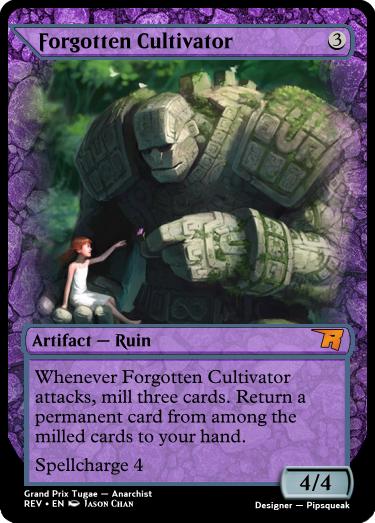 Forgotten Cultivator 3
Artifact — Ruin
Whenever Forgotten Cultivator
attacks, mill three cards. Return a
permanent card from among the
milled cards to your hand.
Spellcharge 4
4/4
Grand Prix Tugae — Anarchist
REV • EN Jason Chan
Designer — Pipsqueak